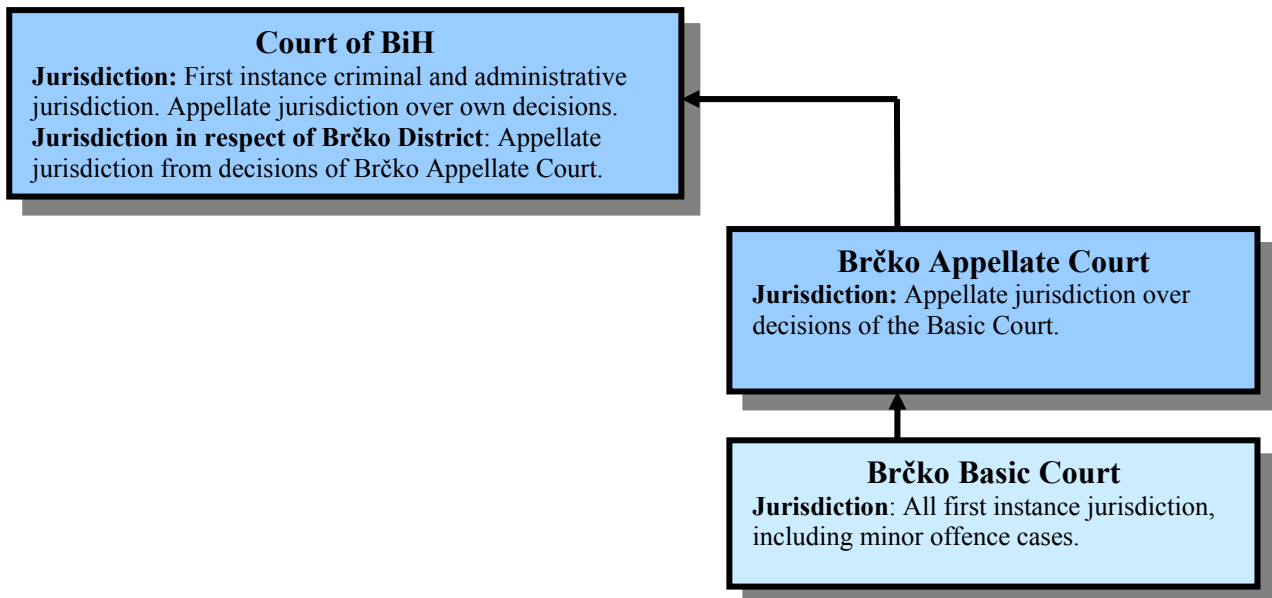 Court of BiH
Jurisdiction: First instance criminal and administrative
jurisdiction. Appellate jurisdiction over own decisions.
Jurisdiction in respect of Brčko District: Appellate
jurisdiction from decisions of Brčko Appellate Court.
Brčko Appellate Court
Jurisdiction: Appellate jurisdiction over
decisions of the Basic Court.
Brčko Basic Court
Jurisdiction: All first instance jurisdiction,
including minor offence cases.